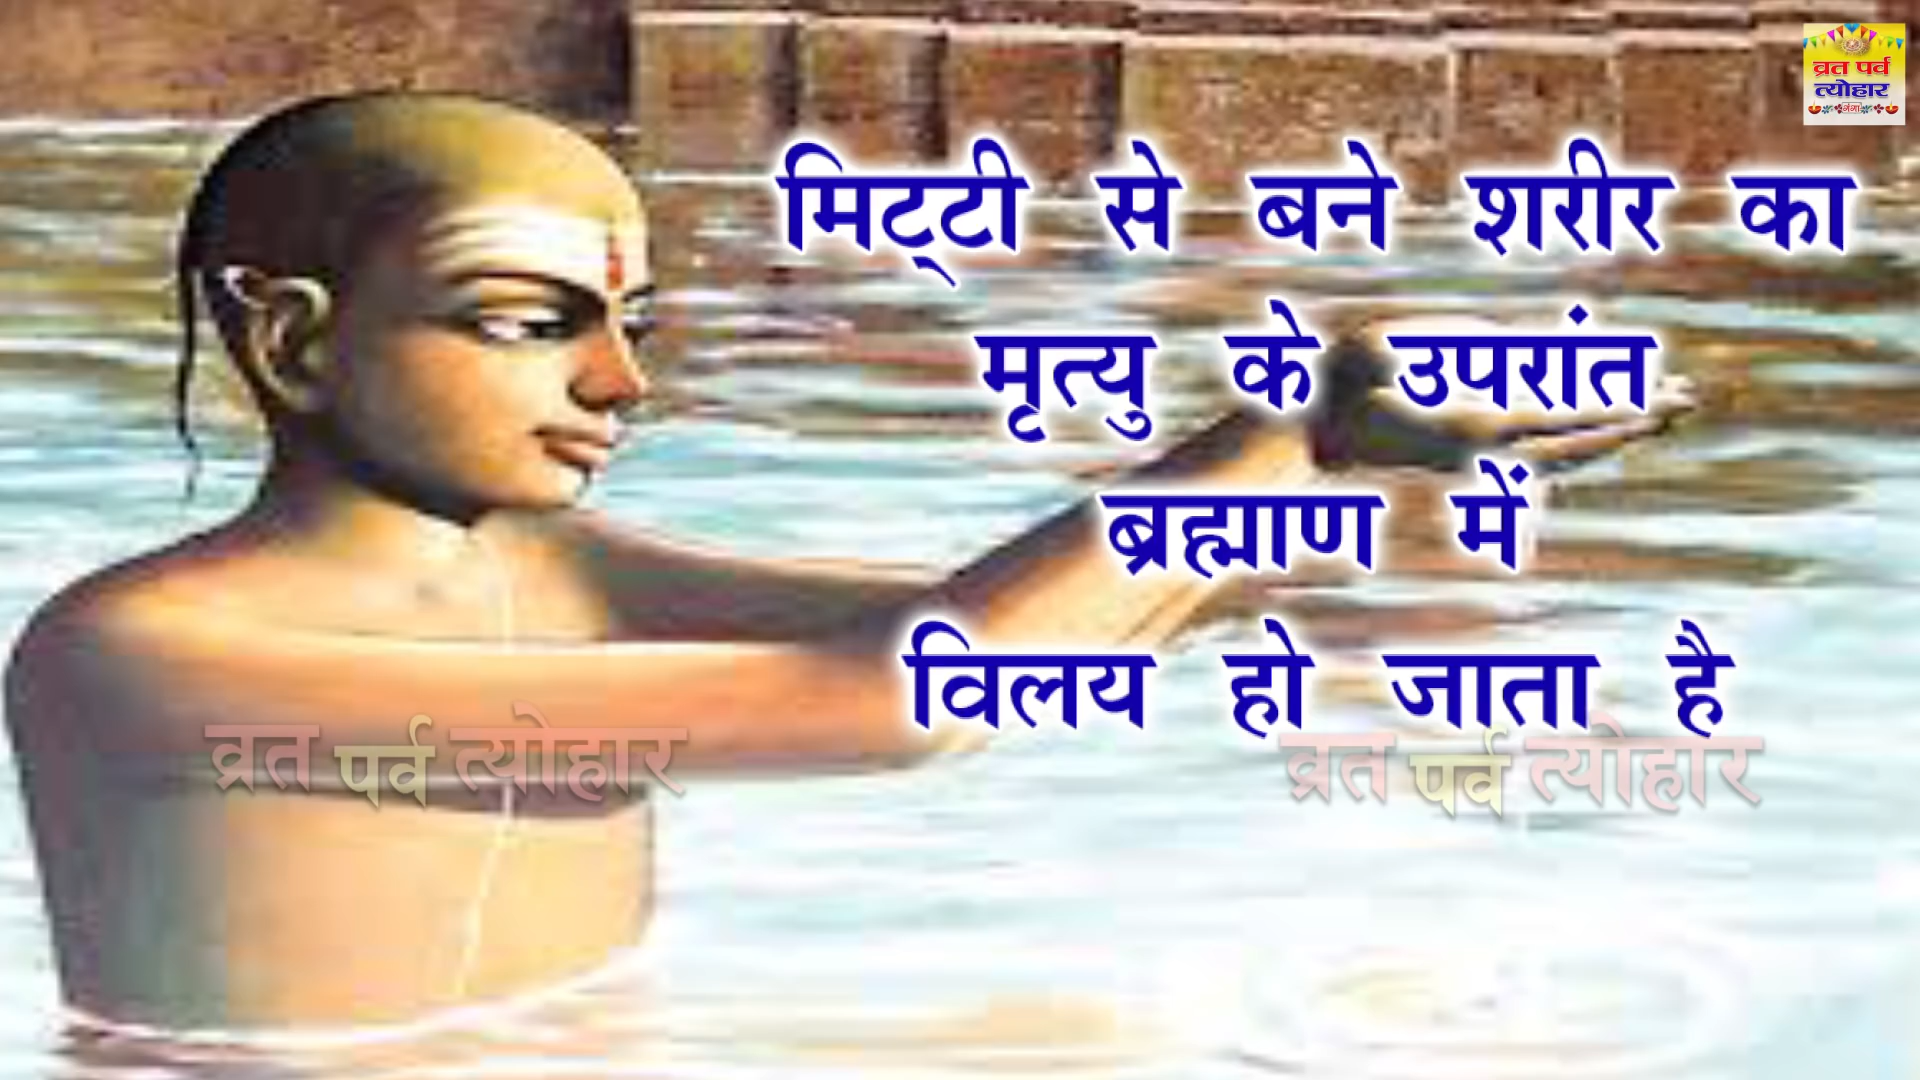 व्रत पर्व
त्योहार
गंगा
मिट्‌टी से बने शरीर का
मृत्यु के उपरांत
ब्रह्माण में
विलय हो जाता है
व्रत पर्व त्योहार
व्रत पर्व त्योहार